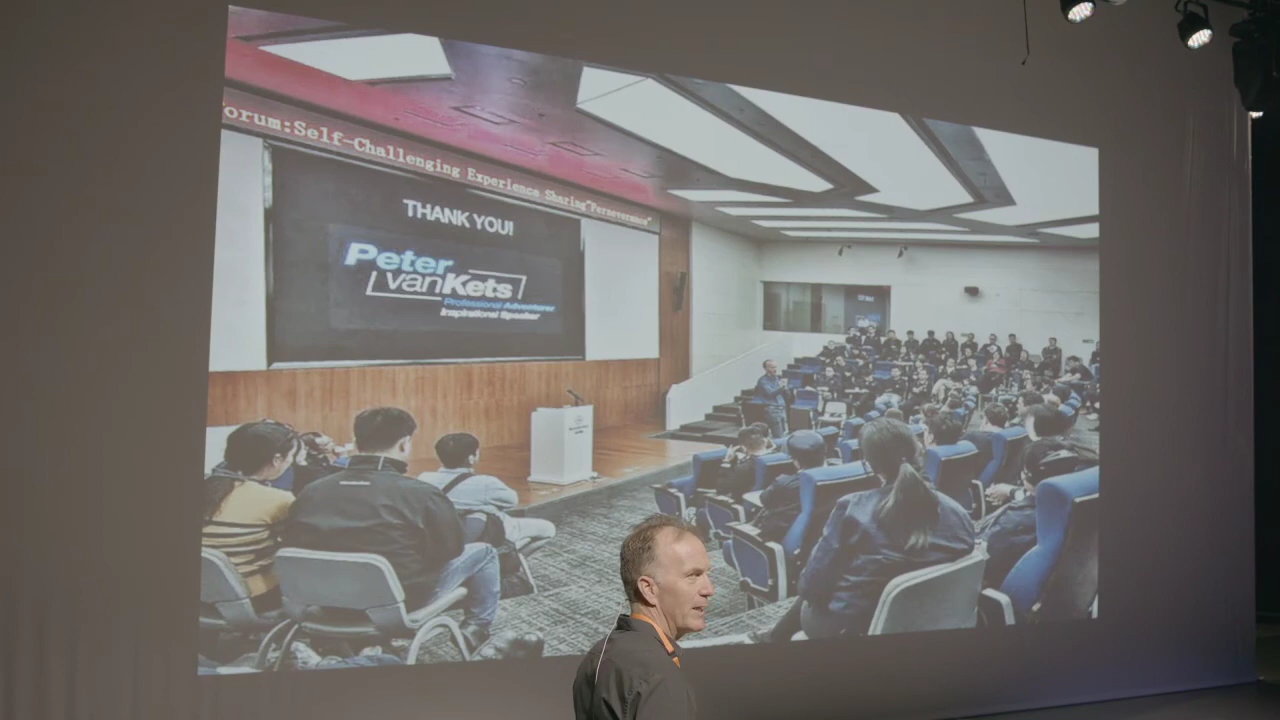 orum:Self-Challenging Experience Sharing"Perseverance"
THANK YOU!
Peter
vanKets
Professional Adventurer
Inspirational Speaker